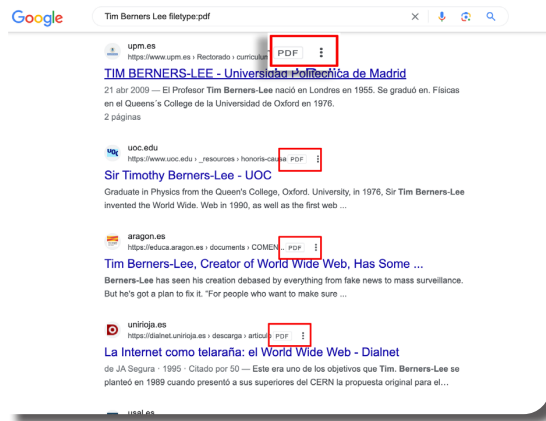 Google
Tim Berners Lee filetype:pdf
upm.es
https://www.upm.es › Rectorado › curriculum
PDF
TIM BERNERS-LEE - Universidad Politécnica de Madrid
21 abr 2009 — El Profesor Tim Berners-Lee nació en Londres en 1955. Se graduó en. Físicas
en el Queens´s College de la Universidad de Oxford en 1976.
2 páginas
uoc.edu
https://www.uoc.edu › _resources › honoris-causa PDF
Sir Timothy Berners-Lee - UOC
Graduate in Physics from the Queen's College, Oxford. University, in 1976, Sir Tim Berners-Lee
invented the World Wide. Web in 1990, as well as the first web ...
aragon.es
https://educa.aragon.es › documents › COMEN... PDF
Tim Berners-Lee, Creator of World Wide Web, Has Some ...
Berners-Lee has seen his creation debased by everything from fake news to mass surveillance.
But he's got a plan to fix it. "For people who want to make sure ...
unirioja.es
https://dialnet.unirioja.es › descarga › articulo PDF
La Internet como telaraña: el World Wide Web - Dialnet
de JA Segura · 1995 · Citado por 50 — Este era uno de los objetivos que Tim. Berners-Lee se
planteó en 1989 cuando presentó a sus superiores del CERN la propuesta original para el...
usal.es